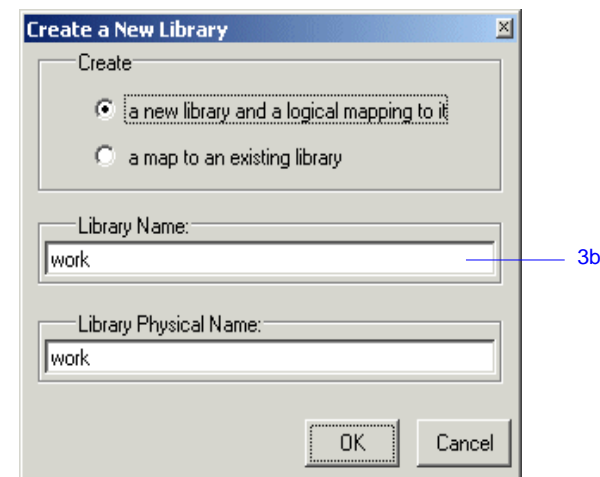 Create a New Library
Create
a new library and a logical mapping to it
a map to an existing library
Library Name:
work
3b
Library Physical Name:
work
OK Cancel